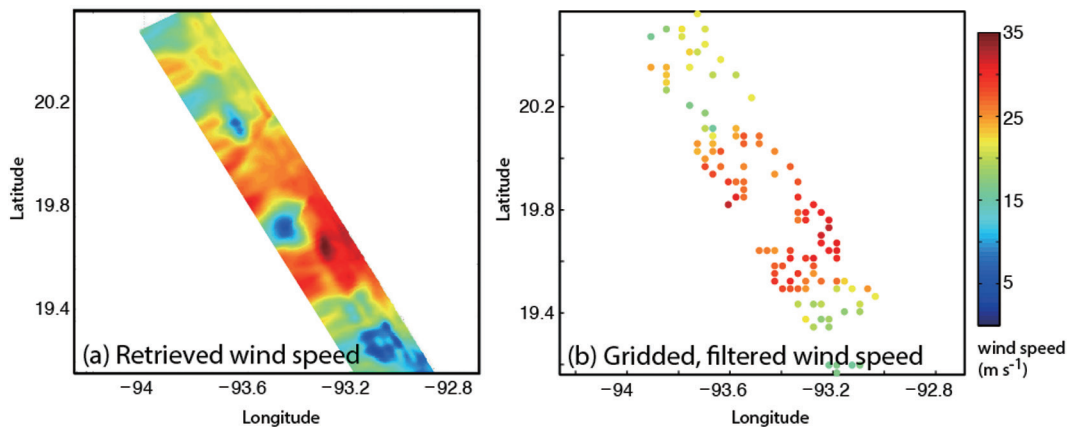 20.2
19.8
19.4
Latitude
(a) Retrieved wind speed
−94
−93.6
−93.2
−92.8
Longitude
20.2
19.8
19.4
Latitude
(b) Gridded, filtered wind speed
−94
−93.6
−93.2
−92.8
Longitude
35
25
15
5
wind speed
(m s⁻¹)